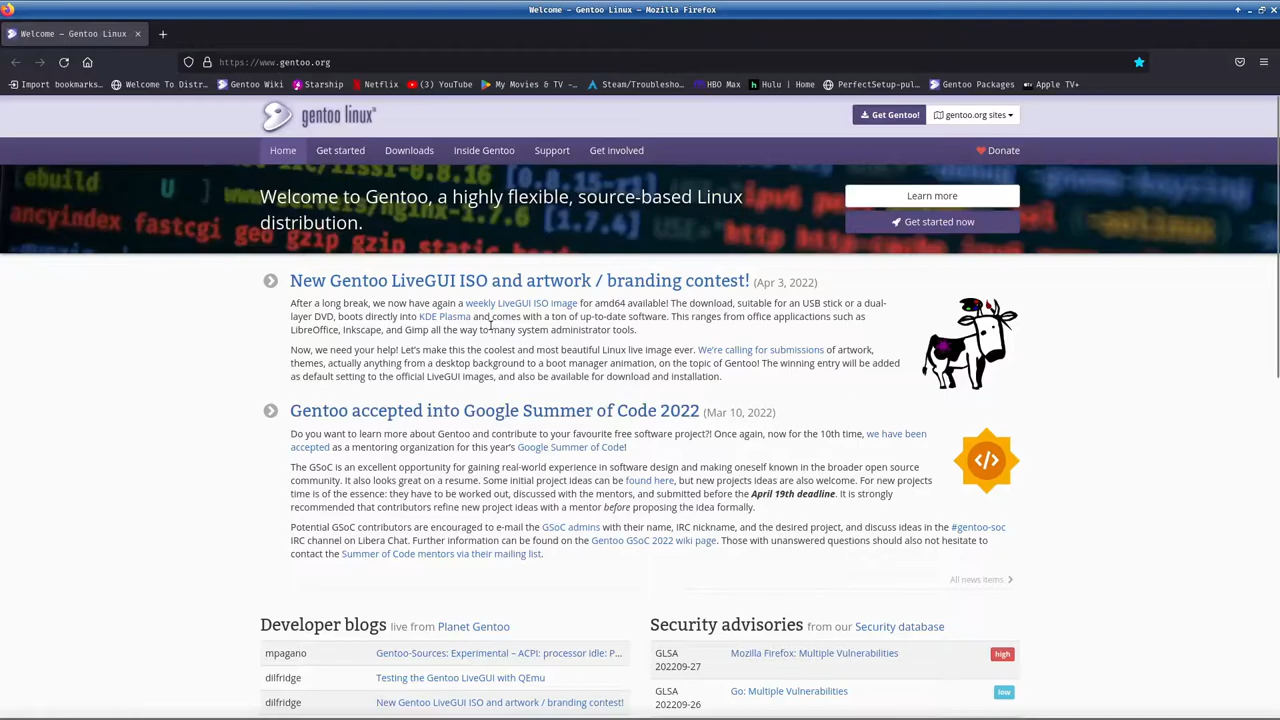 Welcome – Gentoo Linux — Mozilla Firefox
Welcome – Gentoo Linux
https://www.gentoo.org
Import bookmarks… Welcome To Distr… Gentoo Wiki Starship Netflix (3) YouTube My Movies & TV -… Steam/Troublesho… HBO Max Hulu | Home PerfectSetup-pul… Gentoo Packages Apple TV+
gentoo linux™
Get Gentoo! gentoo.org sites
Home Get started Downloads Inside Gentoo Support Get involved Donate
Welcome to Gentoo, a highly flexible, source-based Linux
distribution.
Learn more
Get started now
New Gentoo LiveGUI ISO and artwork / branding contest! (Apr 3, 2022)
After a long break, we now have again a weekly LiveGUI ISO image for amd64 available! The download, suitable for an USB stick or a dual-
layer DVD, boots directly into KDE Plasma and comes with a ton of up-to-date software. This ranges from office applicactions such as
LibreOffice, Inkscape, and Gimp all the way to many system administrator tools.
Now, we need your help! Let's make this the coolest and most beautiful Linux live image ever. We're calling for submissions of artwork,
themes, actually anything from a desktop background to a boot manager animation, on the topic of Gentoo! The winning entry will be added
as default setting to the official LiveGUI images, and also be available for download and installation.
Gentoo accepted into Google Summer of Code 2022 (Mar 10, 2022)
Do you want to learn more about Gentoo and contribute to your favourite free software project?! Once again, now for the 10th time, we have been
accepted as a mentoring organization for this year's Google Summer of Code!
The GSoC is an excellent opportunity for gaining real-world experience in software design and making oneself known in the broader open source
community. It also looks great on a resume. Some initial project ideas can be found here, but new projects ideas are also welcome. For new projects
time is of the essence: they have to be worked out, discussed with the mentors, and submitted before the April 19th deadline. It is strongly
recommended that contributors refine new project ideas with a mentor before proposing the idea formally.
Potential GSoC contributors are encouraged to e-mail the GSoC admins with their name, IRC nickname, and the desired project, and discuss ideas in the #gentoo-soc
IRC channel on Libera Chat. Further information can be found on the Gentoo GSoC 2022 wiki page. Those with unanswered questions should also not hesitate to
contact the Summer of Code mentors via their mailing list.
All news items
Developer blogs live from Planet Gentoo
mpagano Gentoo-Sources: Experimental – ACPI: processor idle: P…
dilfridge Testing the Gentoo LiveGUI with QEmu
dilfridge New Gentoo LiveGUI ISO and artwork / branding contest!
Security advisories from our Security database
GLSA
202209-27
Mozilla Firefox: Multiple Vulnerabilities high
GLSA
202209-26
Go: Multiple Vulnerabilities low